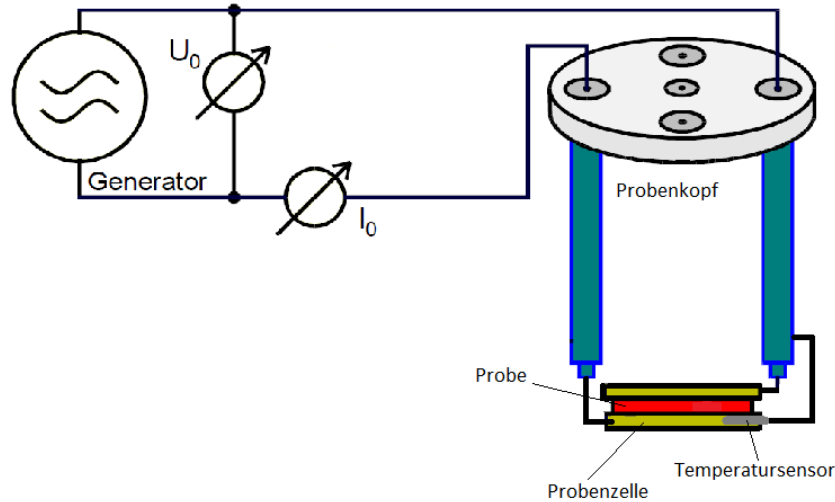 U₀
Generator
I₀
Probenkopf
Probe
Temperatursensor
Probenzelle